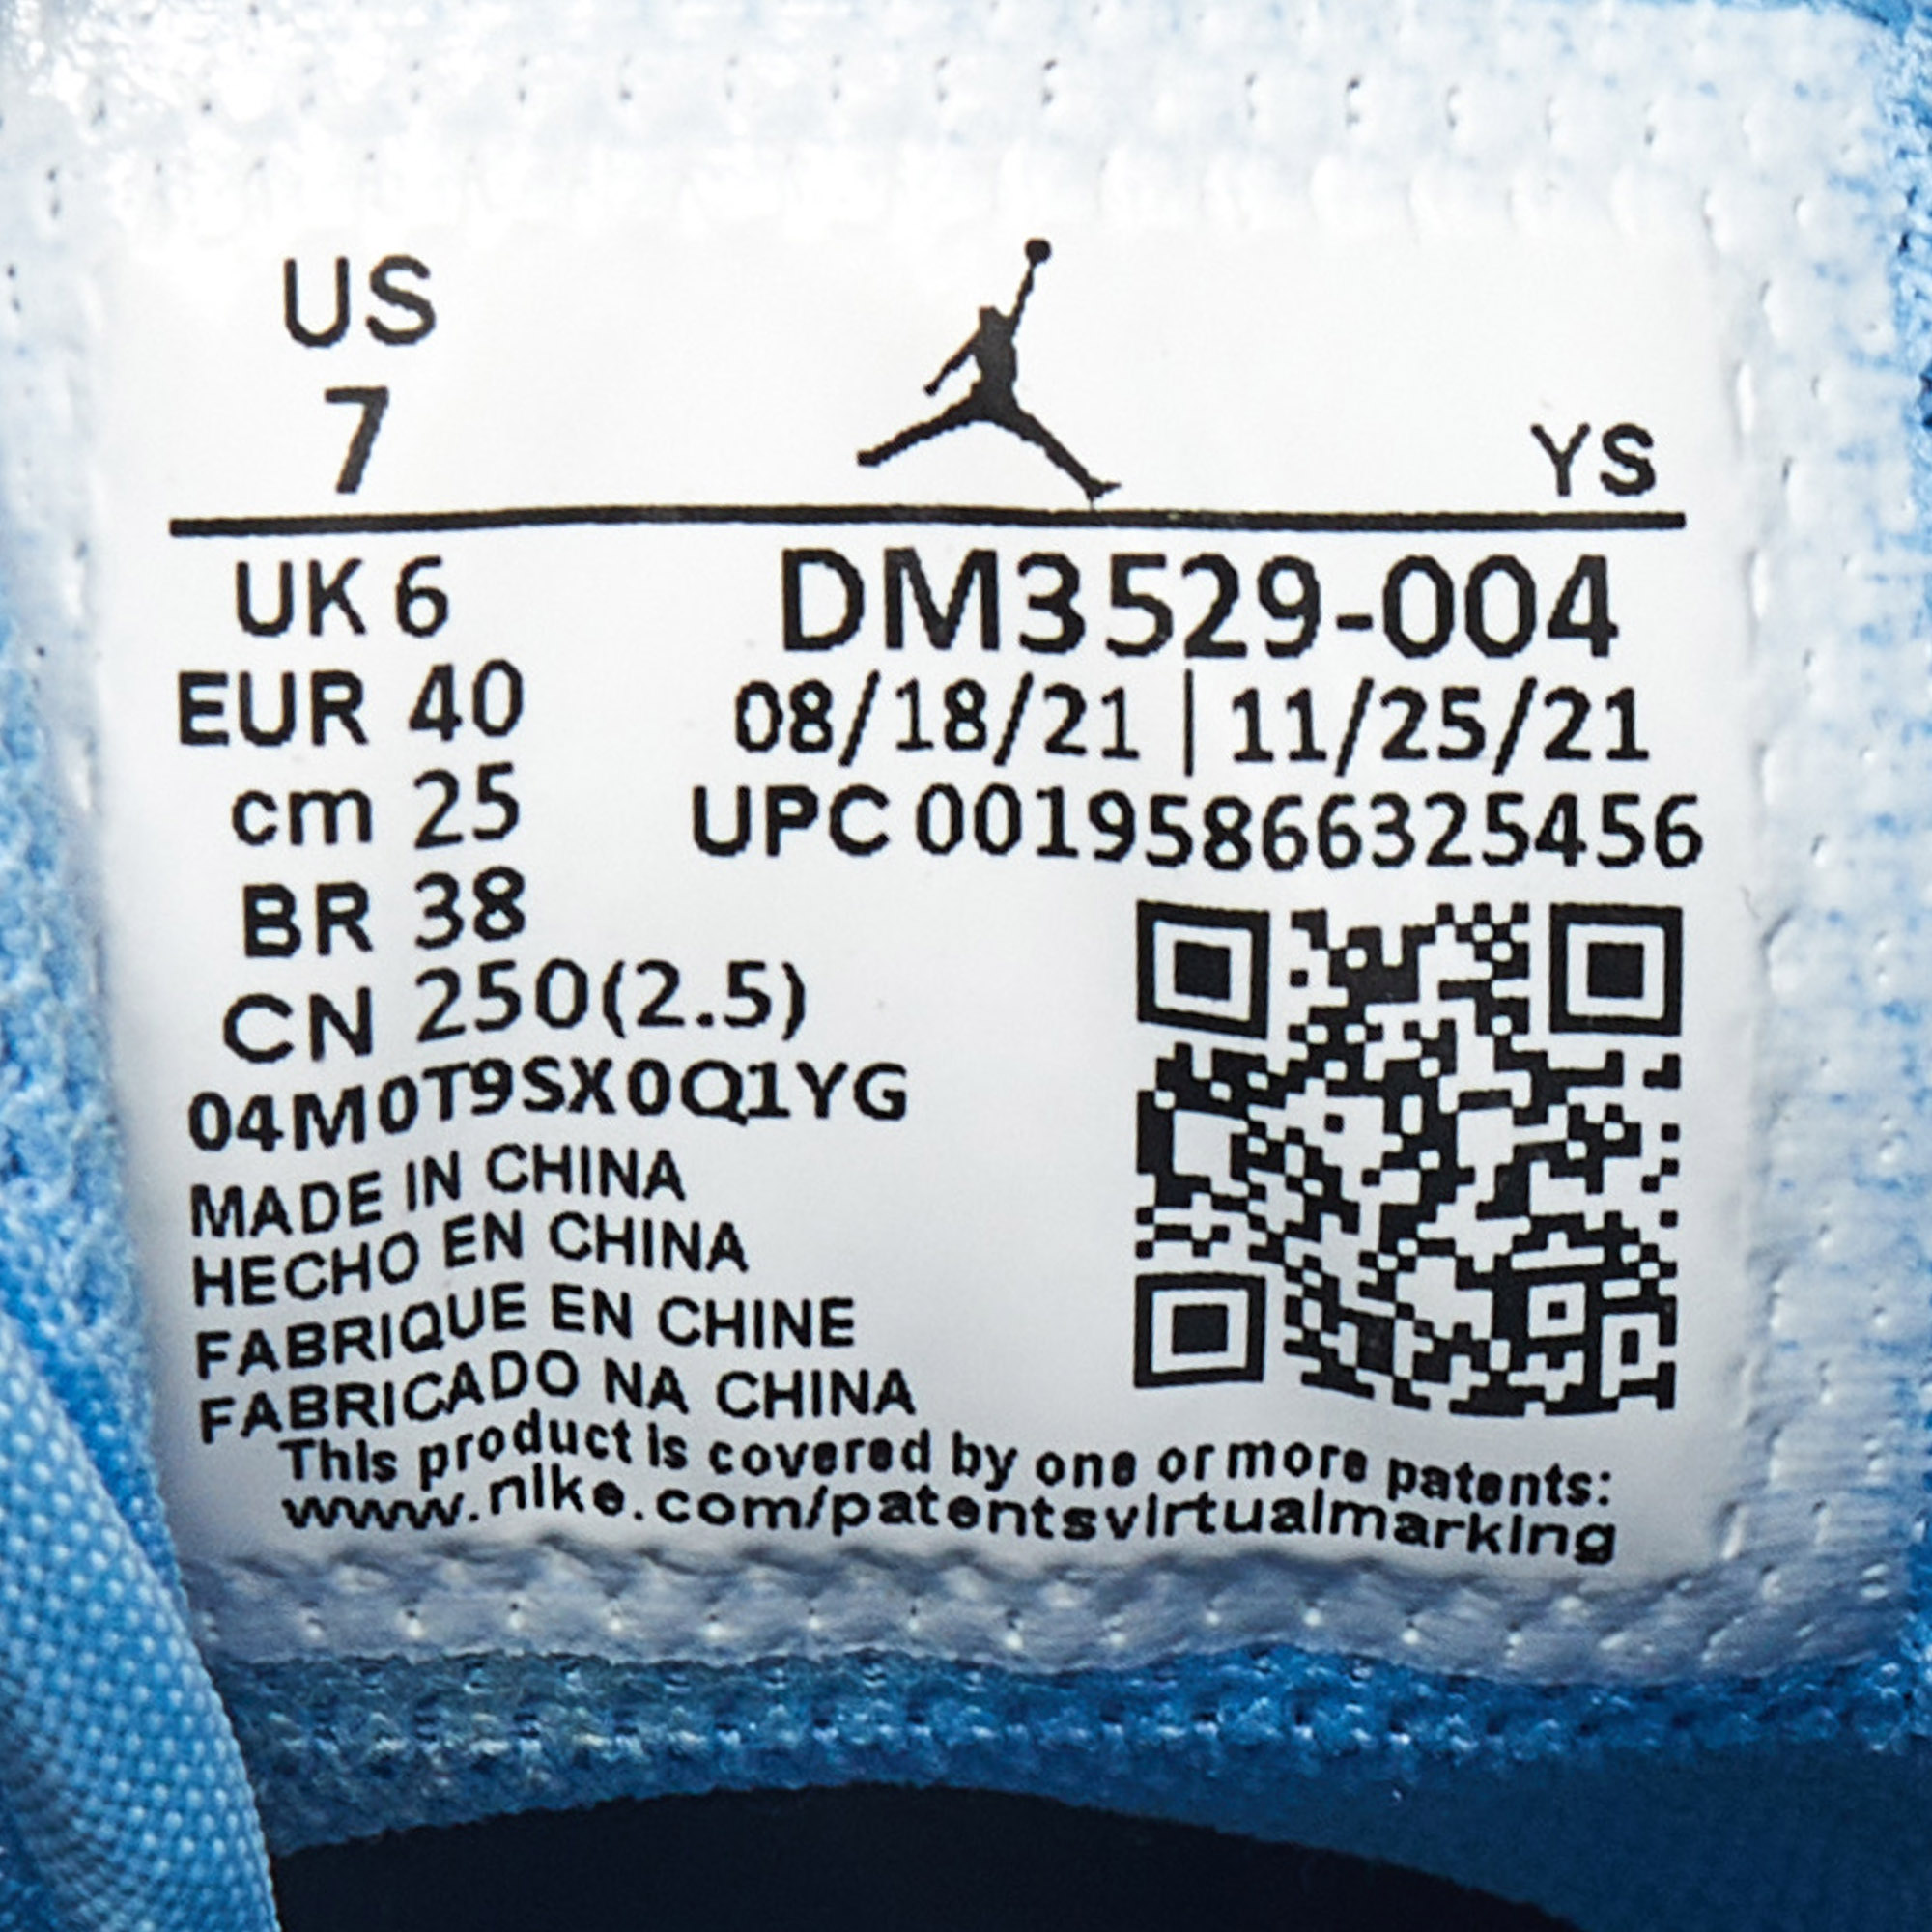 US
7
YS
UK 6
EUR 40
cm 25
BR 38
CN 250(2.5)
DM3529-004
08/18/21 | 11/25/21
UPC 00195866325456
04M0T9SX0Q1YG
MADE IN CHINA
HECHO EN CHINA
FABRIQUE EN CHINE
FABRICADO NA CHINA
This product is covered by one or more patents:
www.nike.com/patentsvirtualmarking